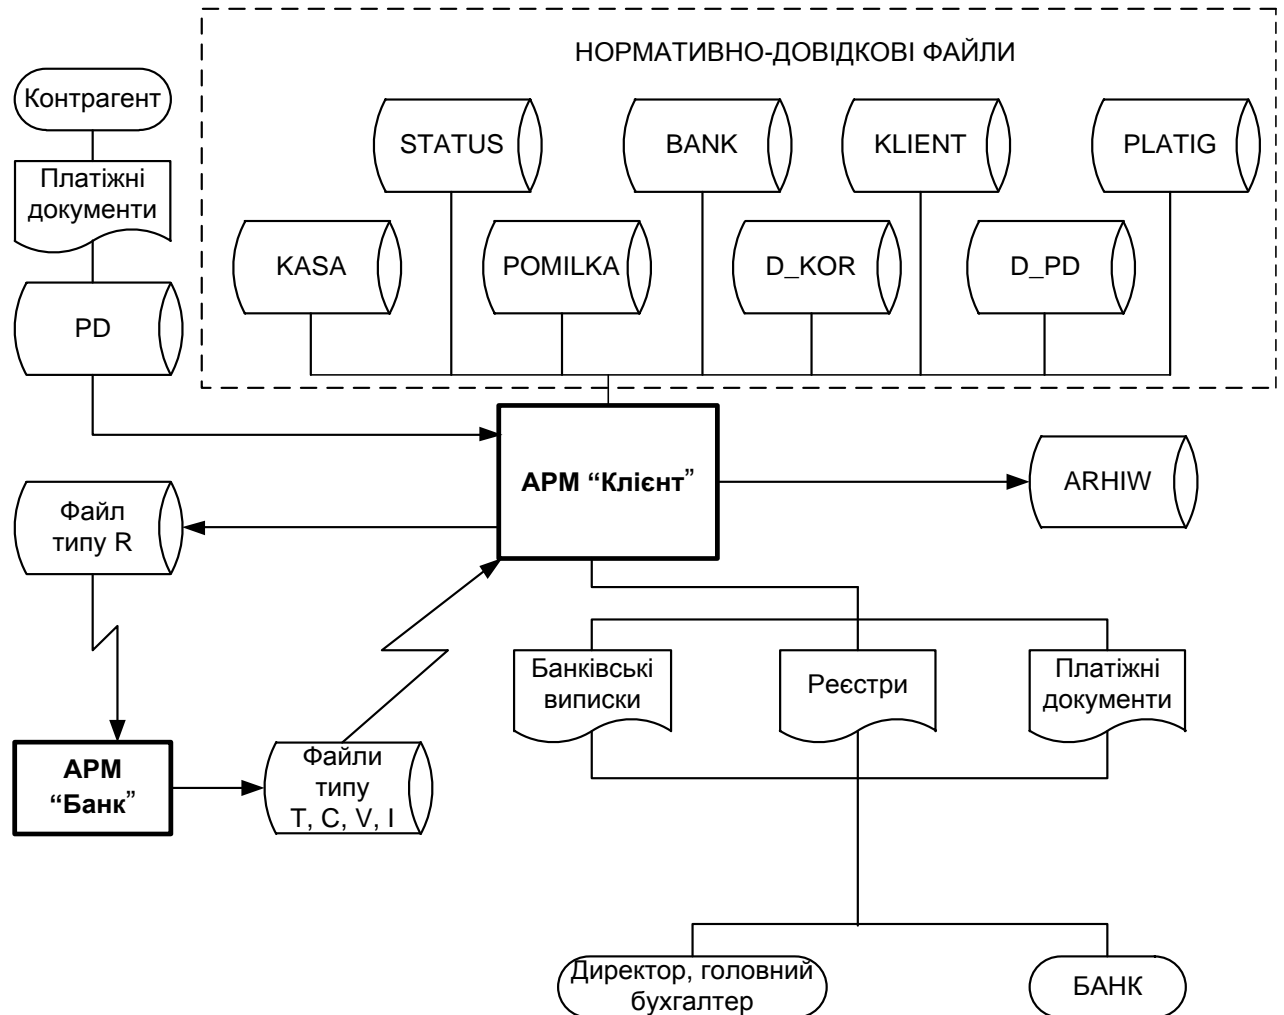 НОРМАТИВНО-ДОВІДКОВІ ФАЙЛИ
Контрагент
STATUS
BANK
KLIENT
PLATIG
Платіжні
документи
KASA
POMILKA
D_KOR
D_PD
PD
АРМ “Клієнт”
ARHIW
Файл
типу R
Банківські
виписки
Реєстри
Платіжні
документи
АРМ
“Банк”
Файли
типу
T, C, V, I
Директор, головний
бухгалтер
БАНК